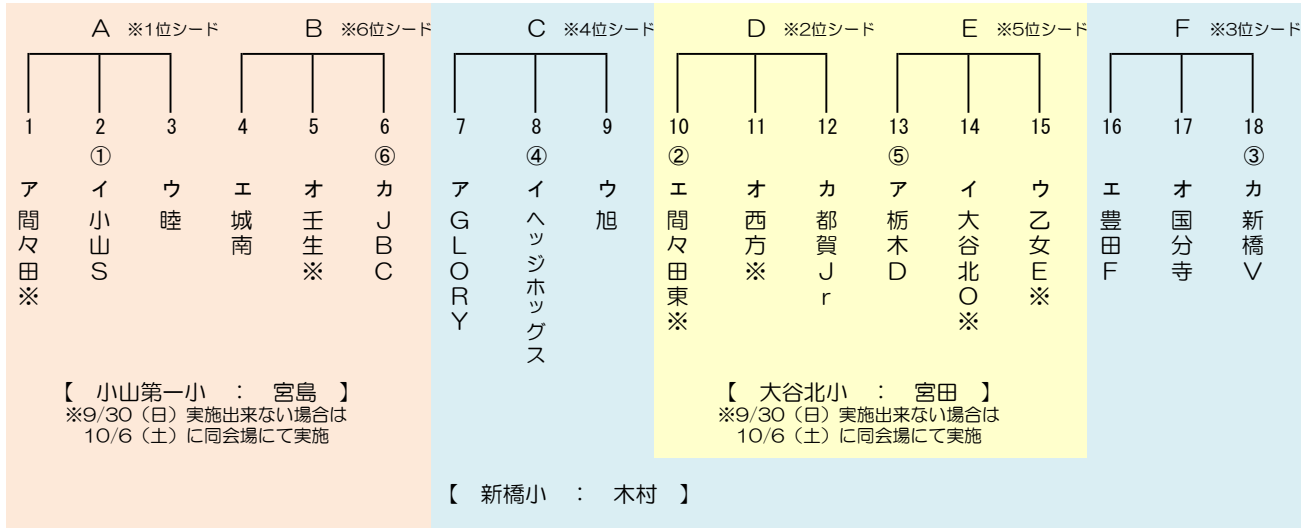 A ※1位シード B ※6位シード C ※4位シード D ※2位シード E ※5位シード F ※3位シード
1 2 3 4 5 6 7 8 9 10 11 12 13 14 15 16 17 18
① ⑥ ④ ② ⑤ ③
ア イ ウ エ オ カ ア イ ウ エ オ カ ア イ ウ エ オ カ
間々田※
小山S
睦
城南
壬生※
JBC
GLORY
ヘッジホッグス
旭
間々田東※
西方※
都賀Jr
栃木D
大谷北O※
乙女E※
豊田F
国分寺
新橋V
【 小山第一小 : 宮島 】
※9/30(日)実施出来ない場合は
10/6(土)に同会場にて実施
【 大谷北小 : 宮田 】
※9/30(日)実施出来ない場合は
10/6(土)に同会場にて実施
【 新橋小 : 木村 】